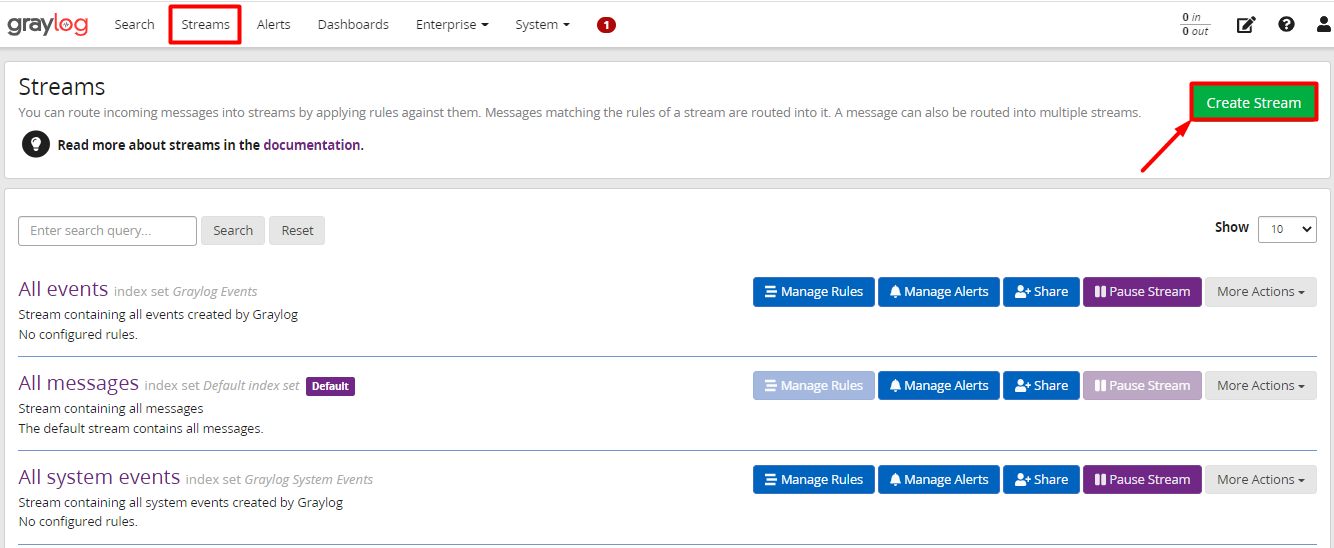 graylog Search Streams Alerts Dashboards Enterprise System 1 0 in
0 out
Streams
You can route incoming messages into streams by applying rules against them. Messages matching the rules of a stream are routed into it. A message can also be routed into multiple streams.
Create Stream
Read more about streams in the documentation.
Enter search query... Search Reset Show 10
All events index set Graylog Events Manage Rules Manage Alerts Share Pause Stream More Actions
Stream containing all events created by Graylog
No configured rules.
All messages index set Default index set Default Manage Rules Manage Alerts Share Pause Stream More Actions
Stream containing all messages
The default stream contains all messages.
All system events index set Graylog System Events Manage Rules Manage Alerts Share Pause Stream More Actions
Stream containing all system events created by Graylog
No configured rules.